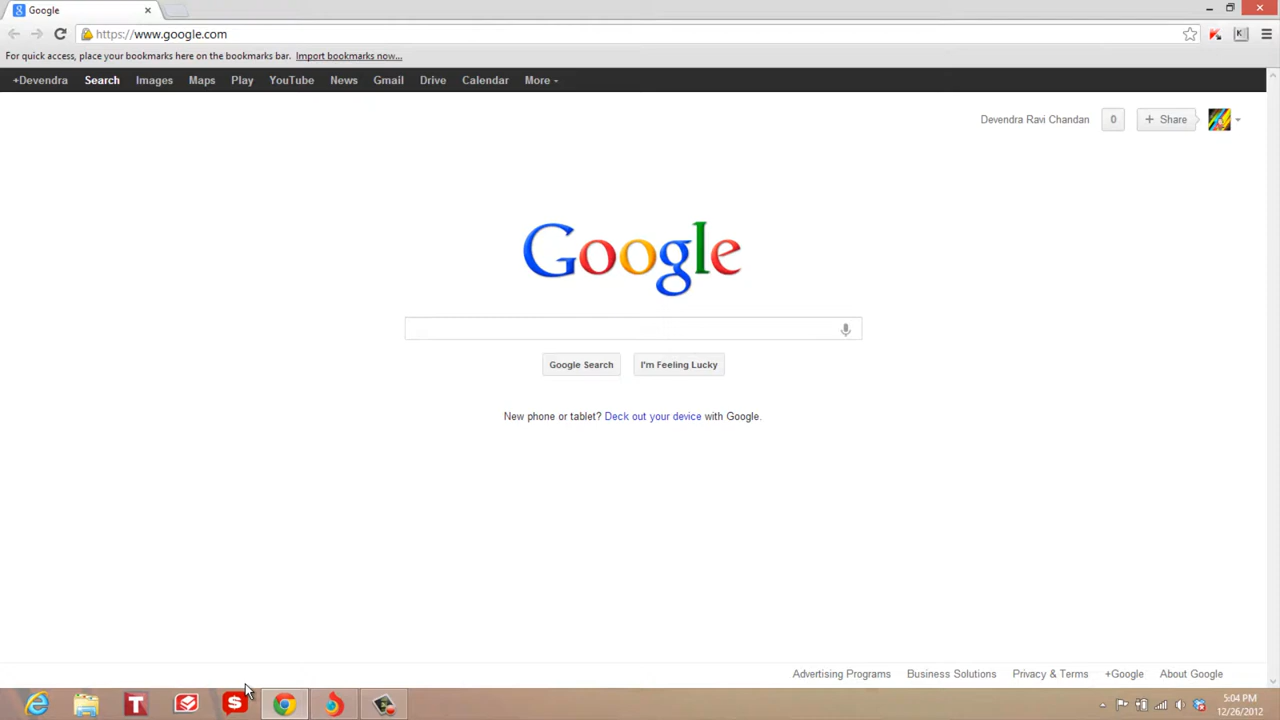 Google
https://www.google.com
For quick access, place your bookmarks here on the bookmarks bar. Import bookmarks now...
+Devendra Search Images Maps Play YouTube News Gmail Drive Calendar More
Devendra Ravi Chandan 0 + Share
Google
Google Search I'm Feeling Lucky
New phone or tablet? Deck out your device with Google.
Advertising Programs Business Solutions Privacy & Terms +Google About Google
5:04 PM
12/26/2012